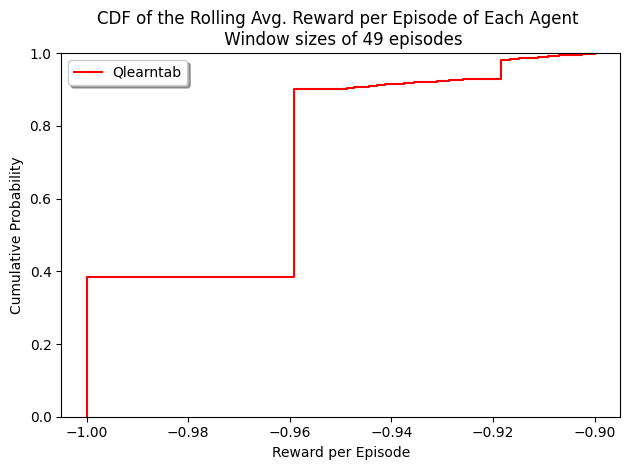 CDF of the Rolling Avg. Reward per Episode of Each Agent
Window sizes of 49 episodes
Qlearntab
Cumulative Probability
1.0
0.8
0.6
0.4
0.2
0.0
−1.00 −0.98 −0.96 −0.94 −0.92 −0.90
Reward per Episode